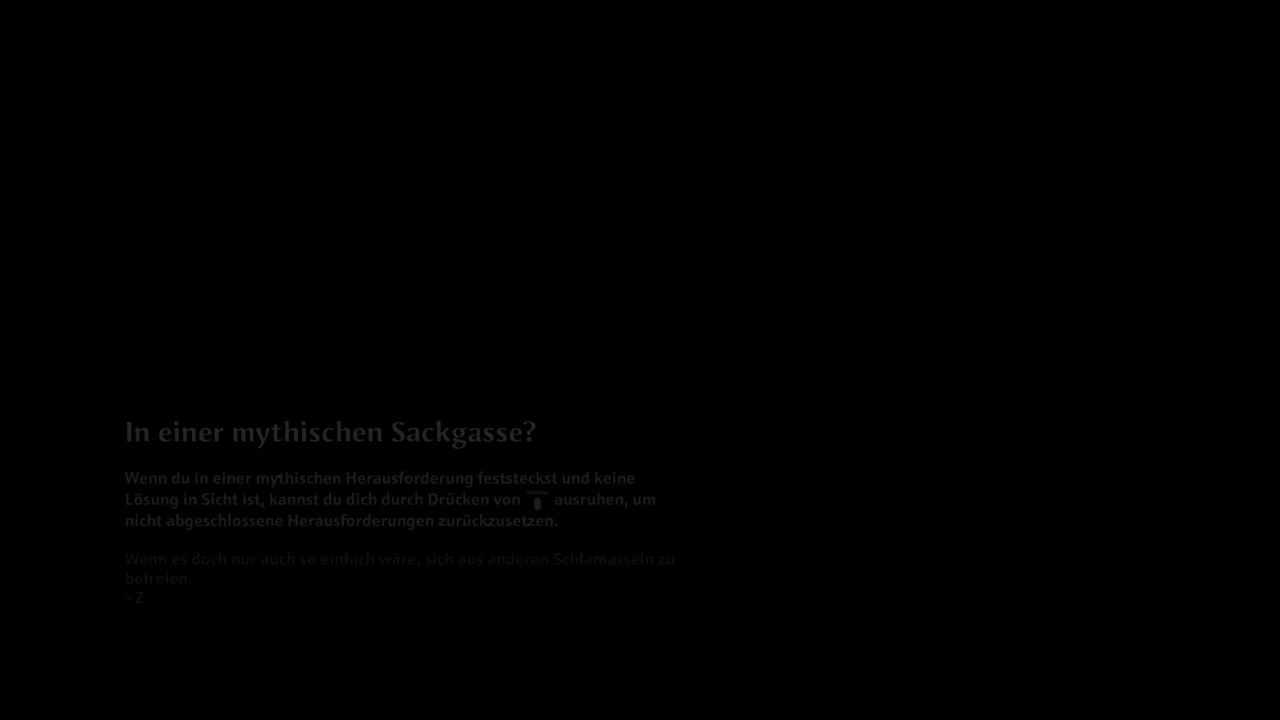 In einer mythischen Sackgasse?
Wenn du in einer mythischen Herausforderung feststeckst und keine
Lösung in Sicht ist, kannst du dich durch Drücken von ausruhen, um
nicht abgeschlossene Herausforderungen zurückzusetzen.
Wenn es doch nur auch so einfach wäre, sich aus anderen Schlamasseln zu
befreien.
- Z